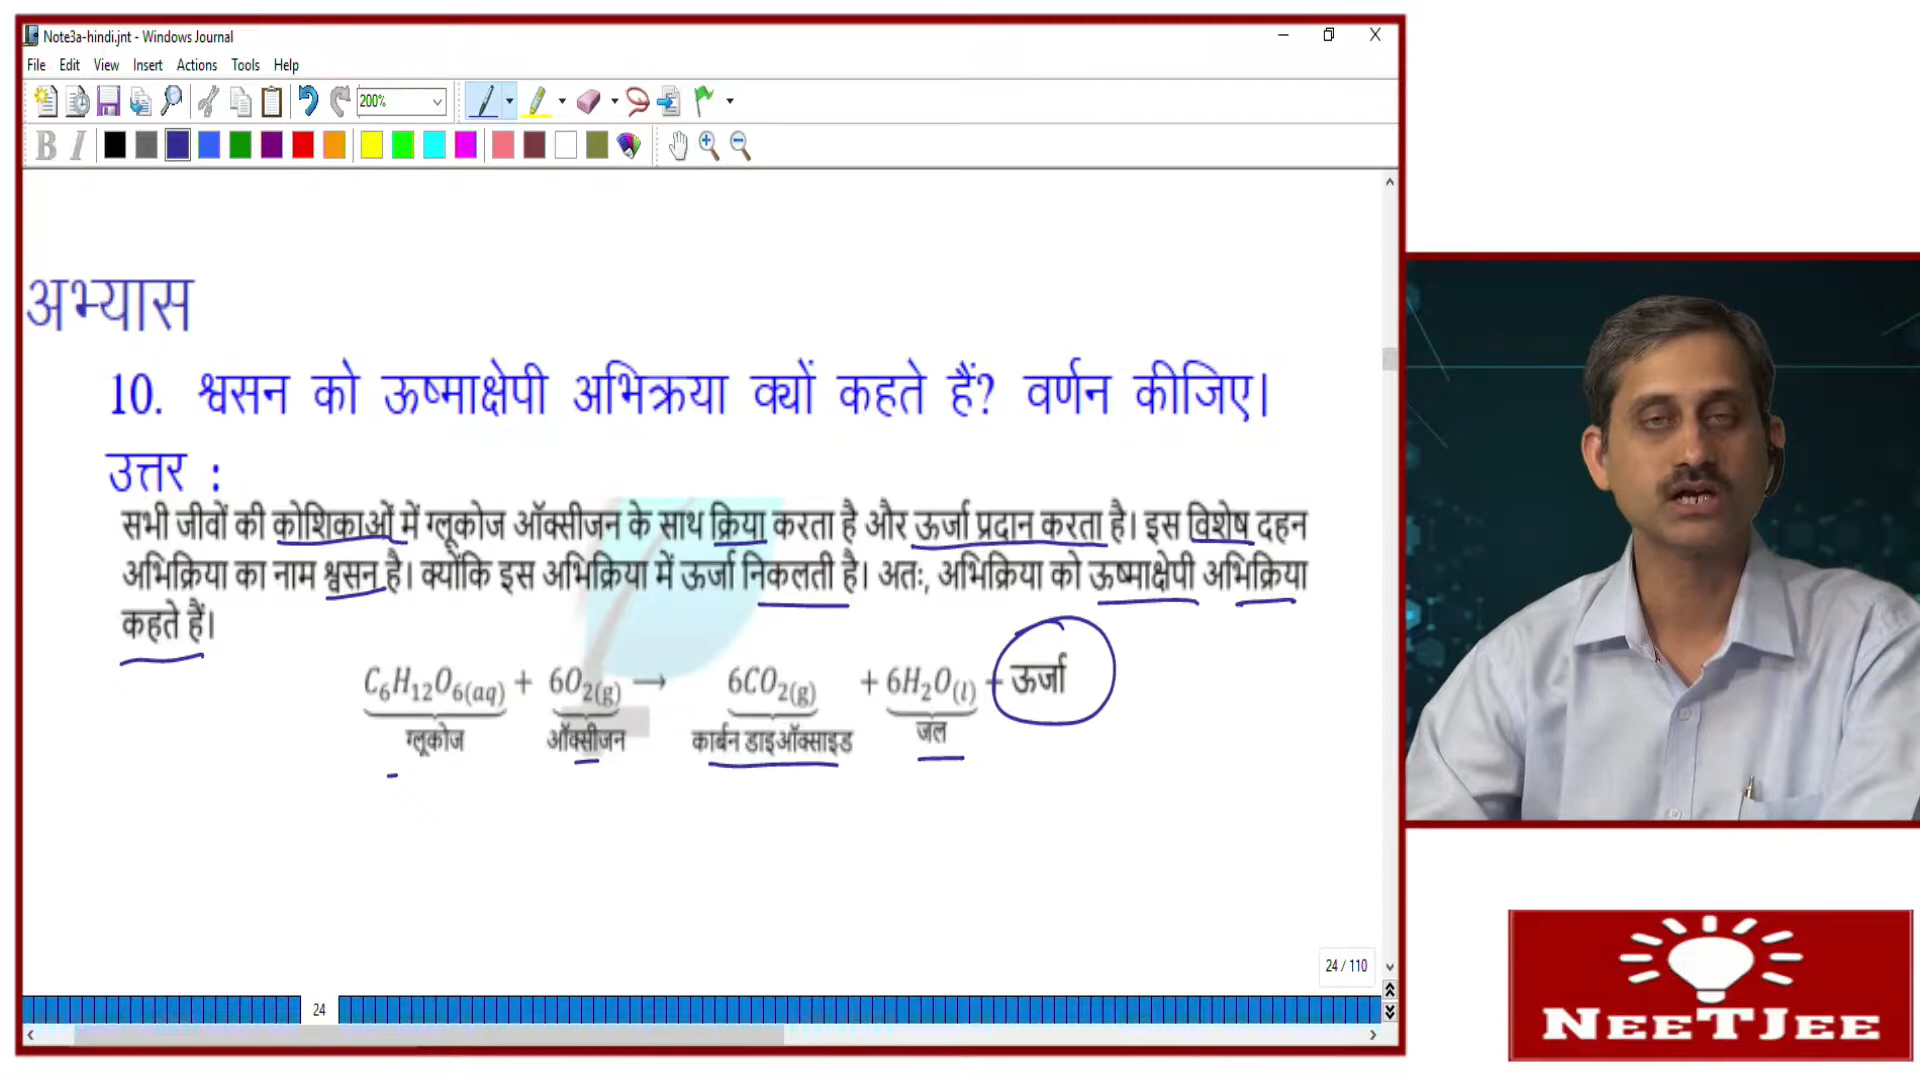 Note3a-hindi.jnt - Windows Journal
File Edit View Insert Actions Tools Help
200%
B I
अभ्यास
10. श्वसन को ऊष्माक्षेपी अभिक्रया क्यों कहते हैं? वर्णन कीजिए।
उत्तर :
सभी जीवों की कोशिकाओं में ग्लूकोज ऑक्सीजन के साथ क्रिया करता है और ऊर्जा प्रदान करता है। इस विशेष दहन
अभिक्रिया का नाम श्वसन है। क्योंकि इस अभिक्रिया में ऊर्जा निकलती है। अतः, अभिक्रिया को ऊष्माक्षेपी अभिक्रिया
कहते हैं।
C₆H₁₂O₆(aq) + 6O₂(g) → 6CO₂(g) + 6H₂O(l) + ऊर्जा
ग्लूकोज ऑक्सीजन कार्बन डाइऑक्साइड जल
24 / 110
24
NEETJEE